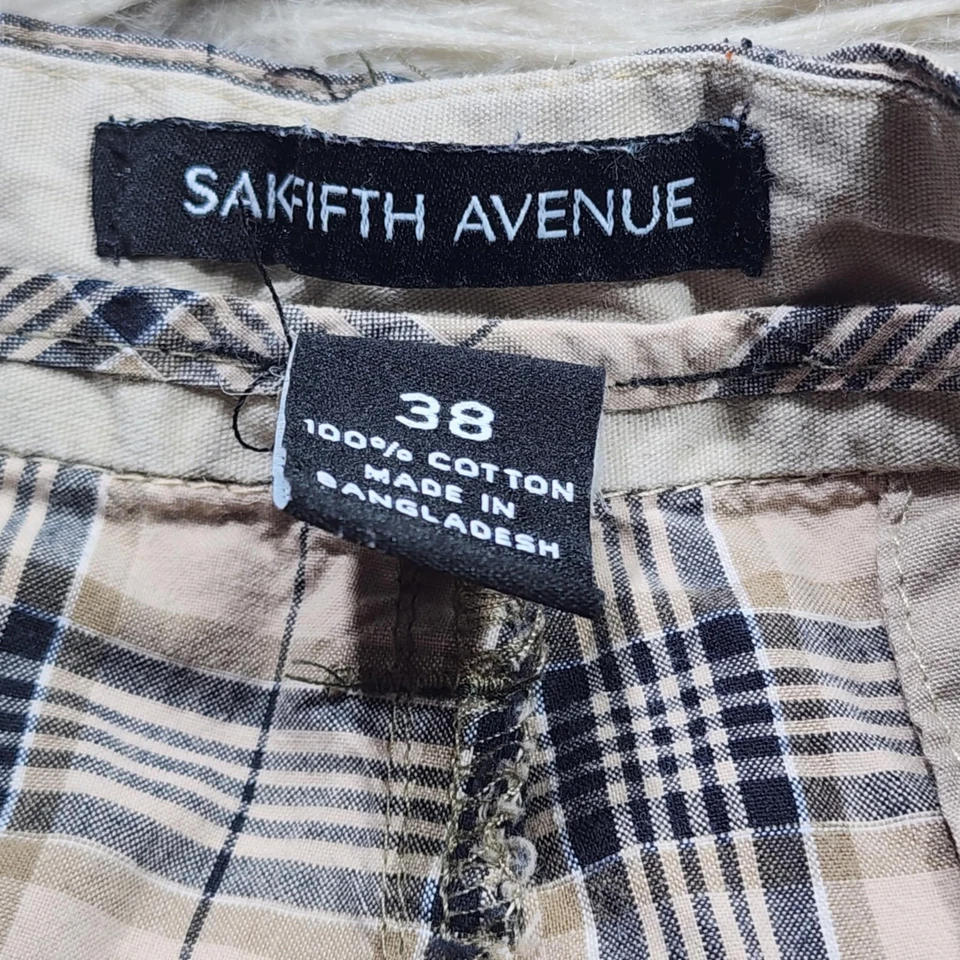 SAKFIFTH AVENUE
38
100% COTTON
MADE IN
BANGLADESH